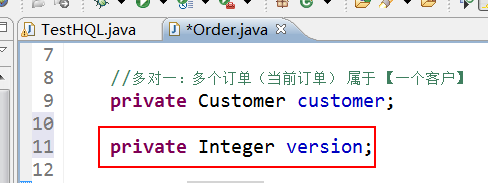 TestHQL.java *Order.java
7
8 //多对一：多个订单（当前订单） 属于 【一个客户】
9 private Customer customer;
10
11 private Integer version;
12